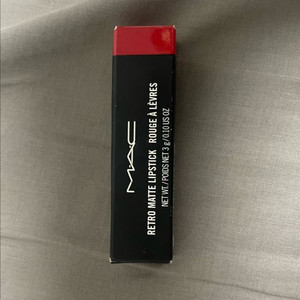 MAC
RETRO MATTE LIPSTICK ROUGE À LÈVRES
NET WT./POIDS NET 3 g/0.10 US OZ